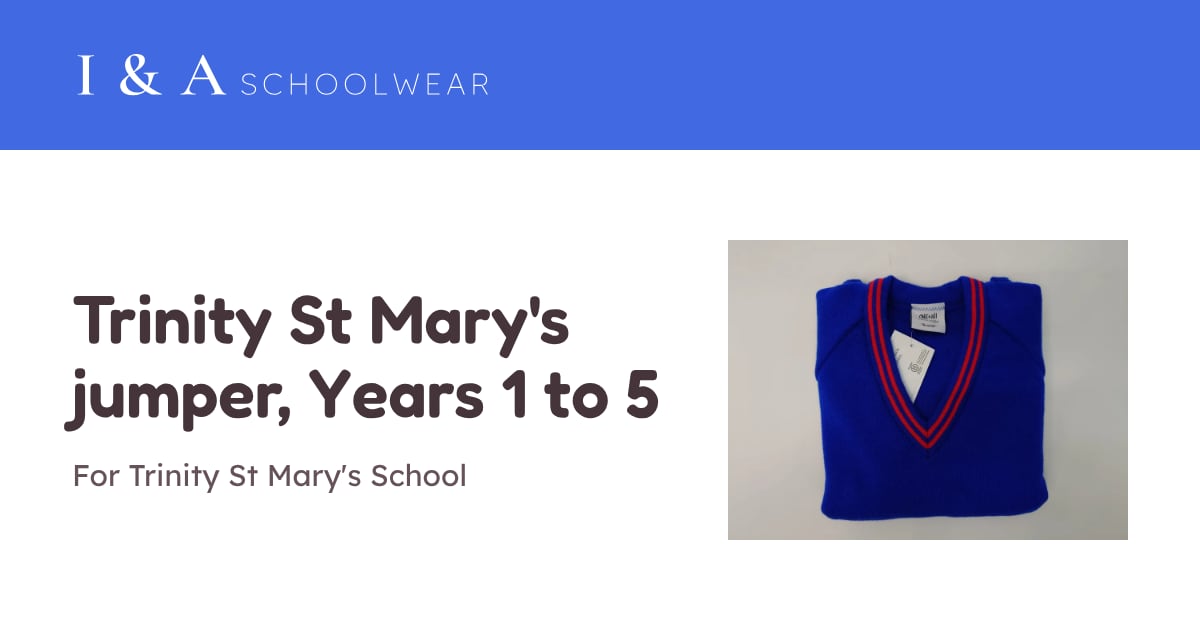 I & A SCHOOLWEAR
Trinity St Mary's
jumper, Years 1 to 5
For Trinity St Mary's School